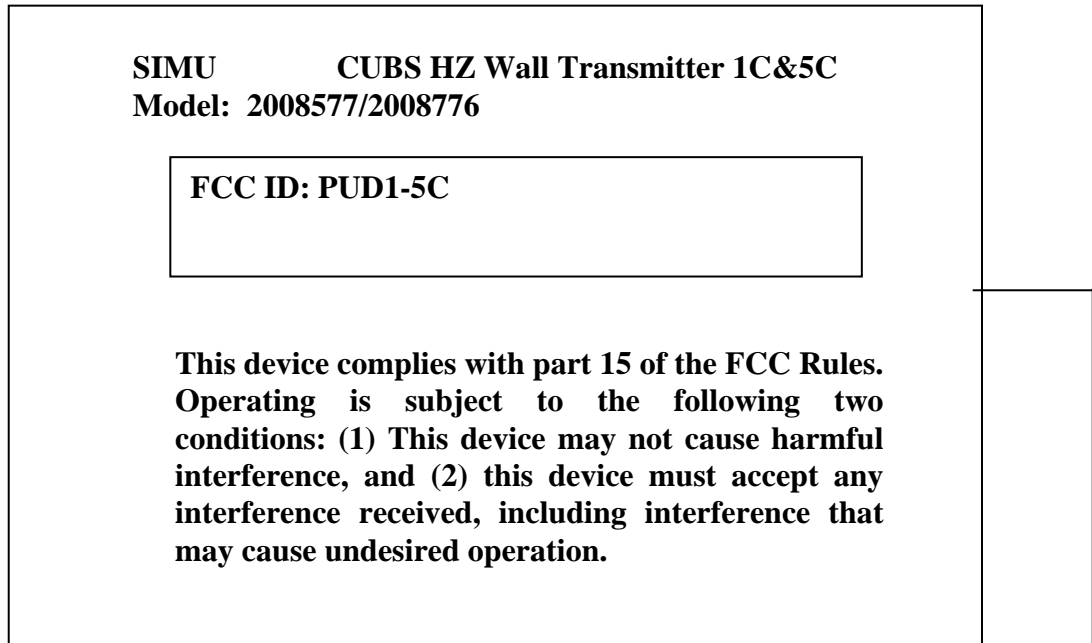 SIMU CUBS HZ Wall Transmitter 1C&5C
Model: 2008577/2008776
FCC ID: PUD1-5C
This device complies with part 15 of the FCC Rules.
Operating is subject to the following two
conditions: (1) This device may not cause harmful
interference, and (2) this device must accept any
interference received, including interference that
may cause undesired operation.